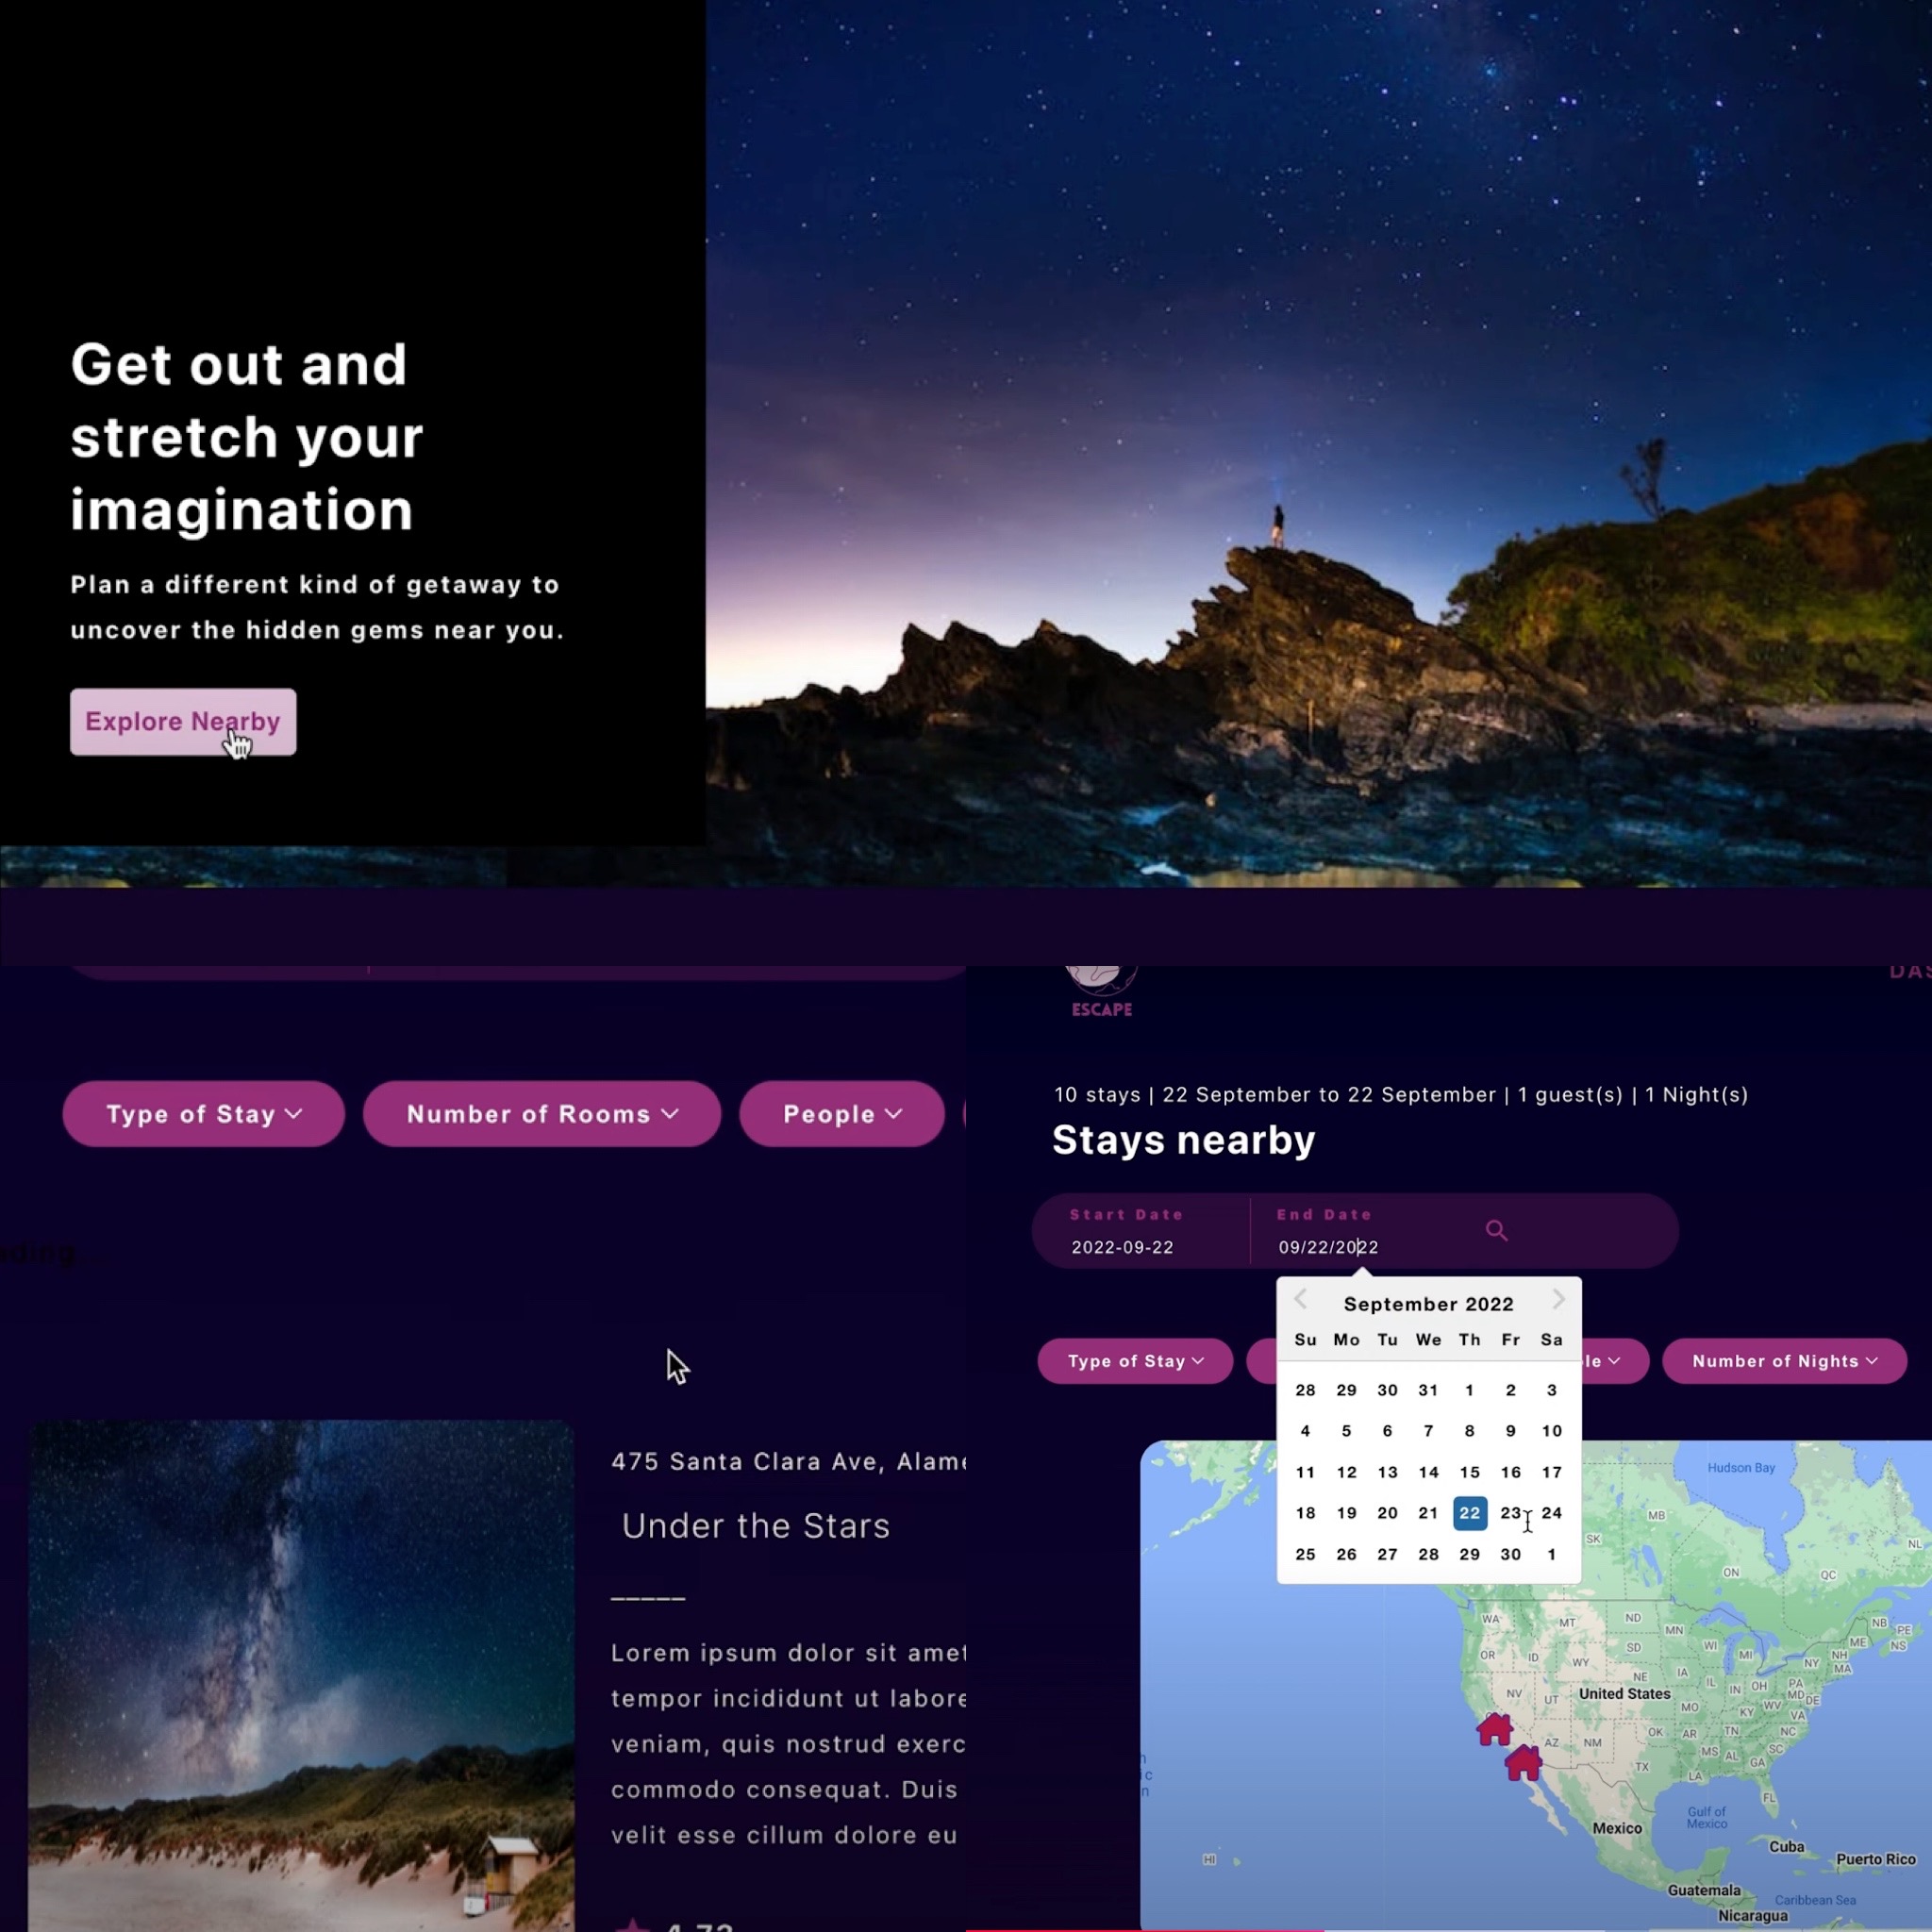 Get out and
stretch your
imagination
Plan a different kind of getaway to
uncover the hidden gems near you.
Explore Nearby
Type of Stay
Number of Rooms
People
475 Santa Clara Ave, Alame
Under the Stars
Lorem ipsum dolor sit amet
tempor incididunt ut labore
veniam, quis nostrud exerc
commodo consequat. Duis
velit esse cillum dolore eu
4.73
ESCAPE
DAS
10 stays | 22 September to 22 September | 1 guest(s) | 1 Night(s)
Stays nearby
Start Date
End Date
2022-09-22
09/22/2022
September 2022
Su Mo Tu We Th Fr Sa
28 29 30 31 1 2 3
4 5 6 7 8 9 10
11 12 13 14 15 16 17
18 19 20 21 22 23 24
25 26 27 28 29 30 1
Type of Stay
le
Number of Nights
Hudson Bay
MB
SK
NL
ON
QC
WA
MT
ND
MN
NB
PE
NS
OR
ID
SD
WI
MI
ME
WY
NY
NH
MA
NE
IA
IL
IN
OH
PA
NV
UT
United States
MO
KY
WV
MD
DE
VA
OK
AR
TN
NC
AZ
NM
MS
AL
GA
SC
TX
LA
FL
Gulf of
Mexico
Mexico
Cuba
Puerto Rico
HI
Guatemala
Caribbean Sea
Nicaragua